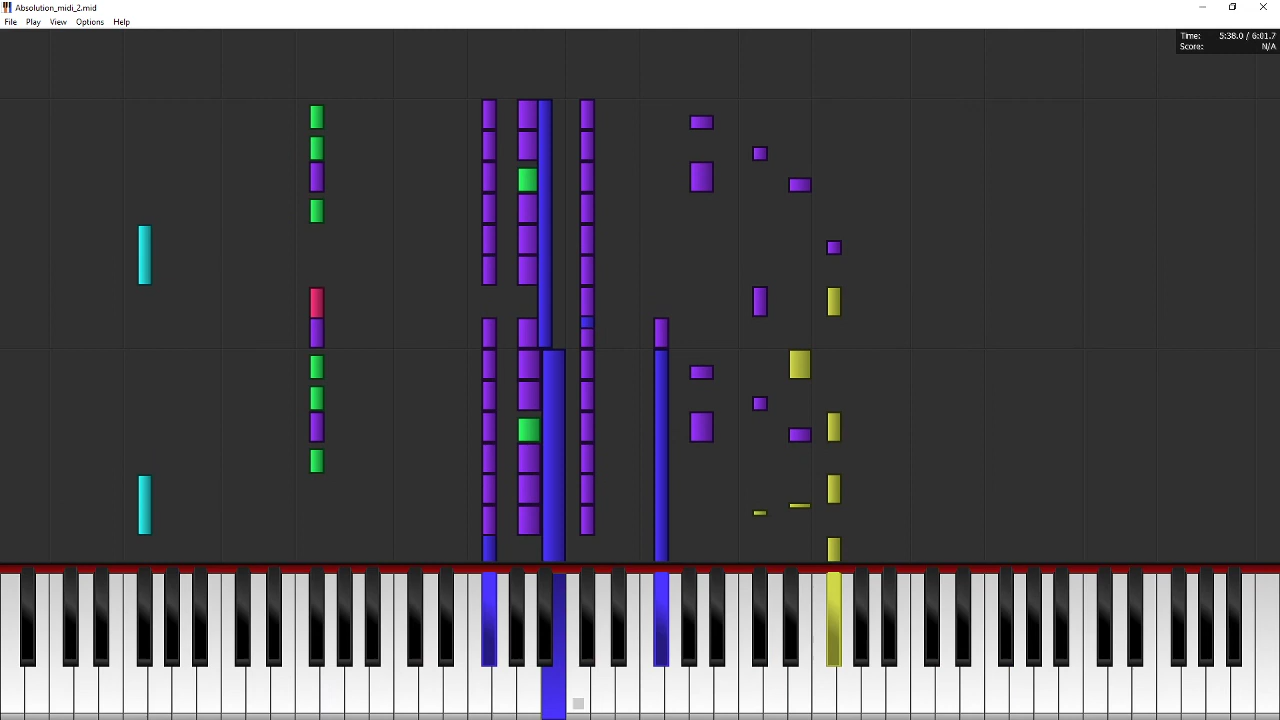 Absolution_midi_2.mid
File Play View Options Help
Time: 5:38.0 / 6:01.7
Score: N/A